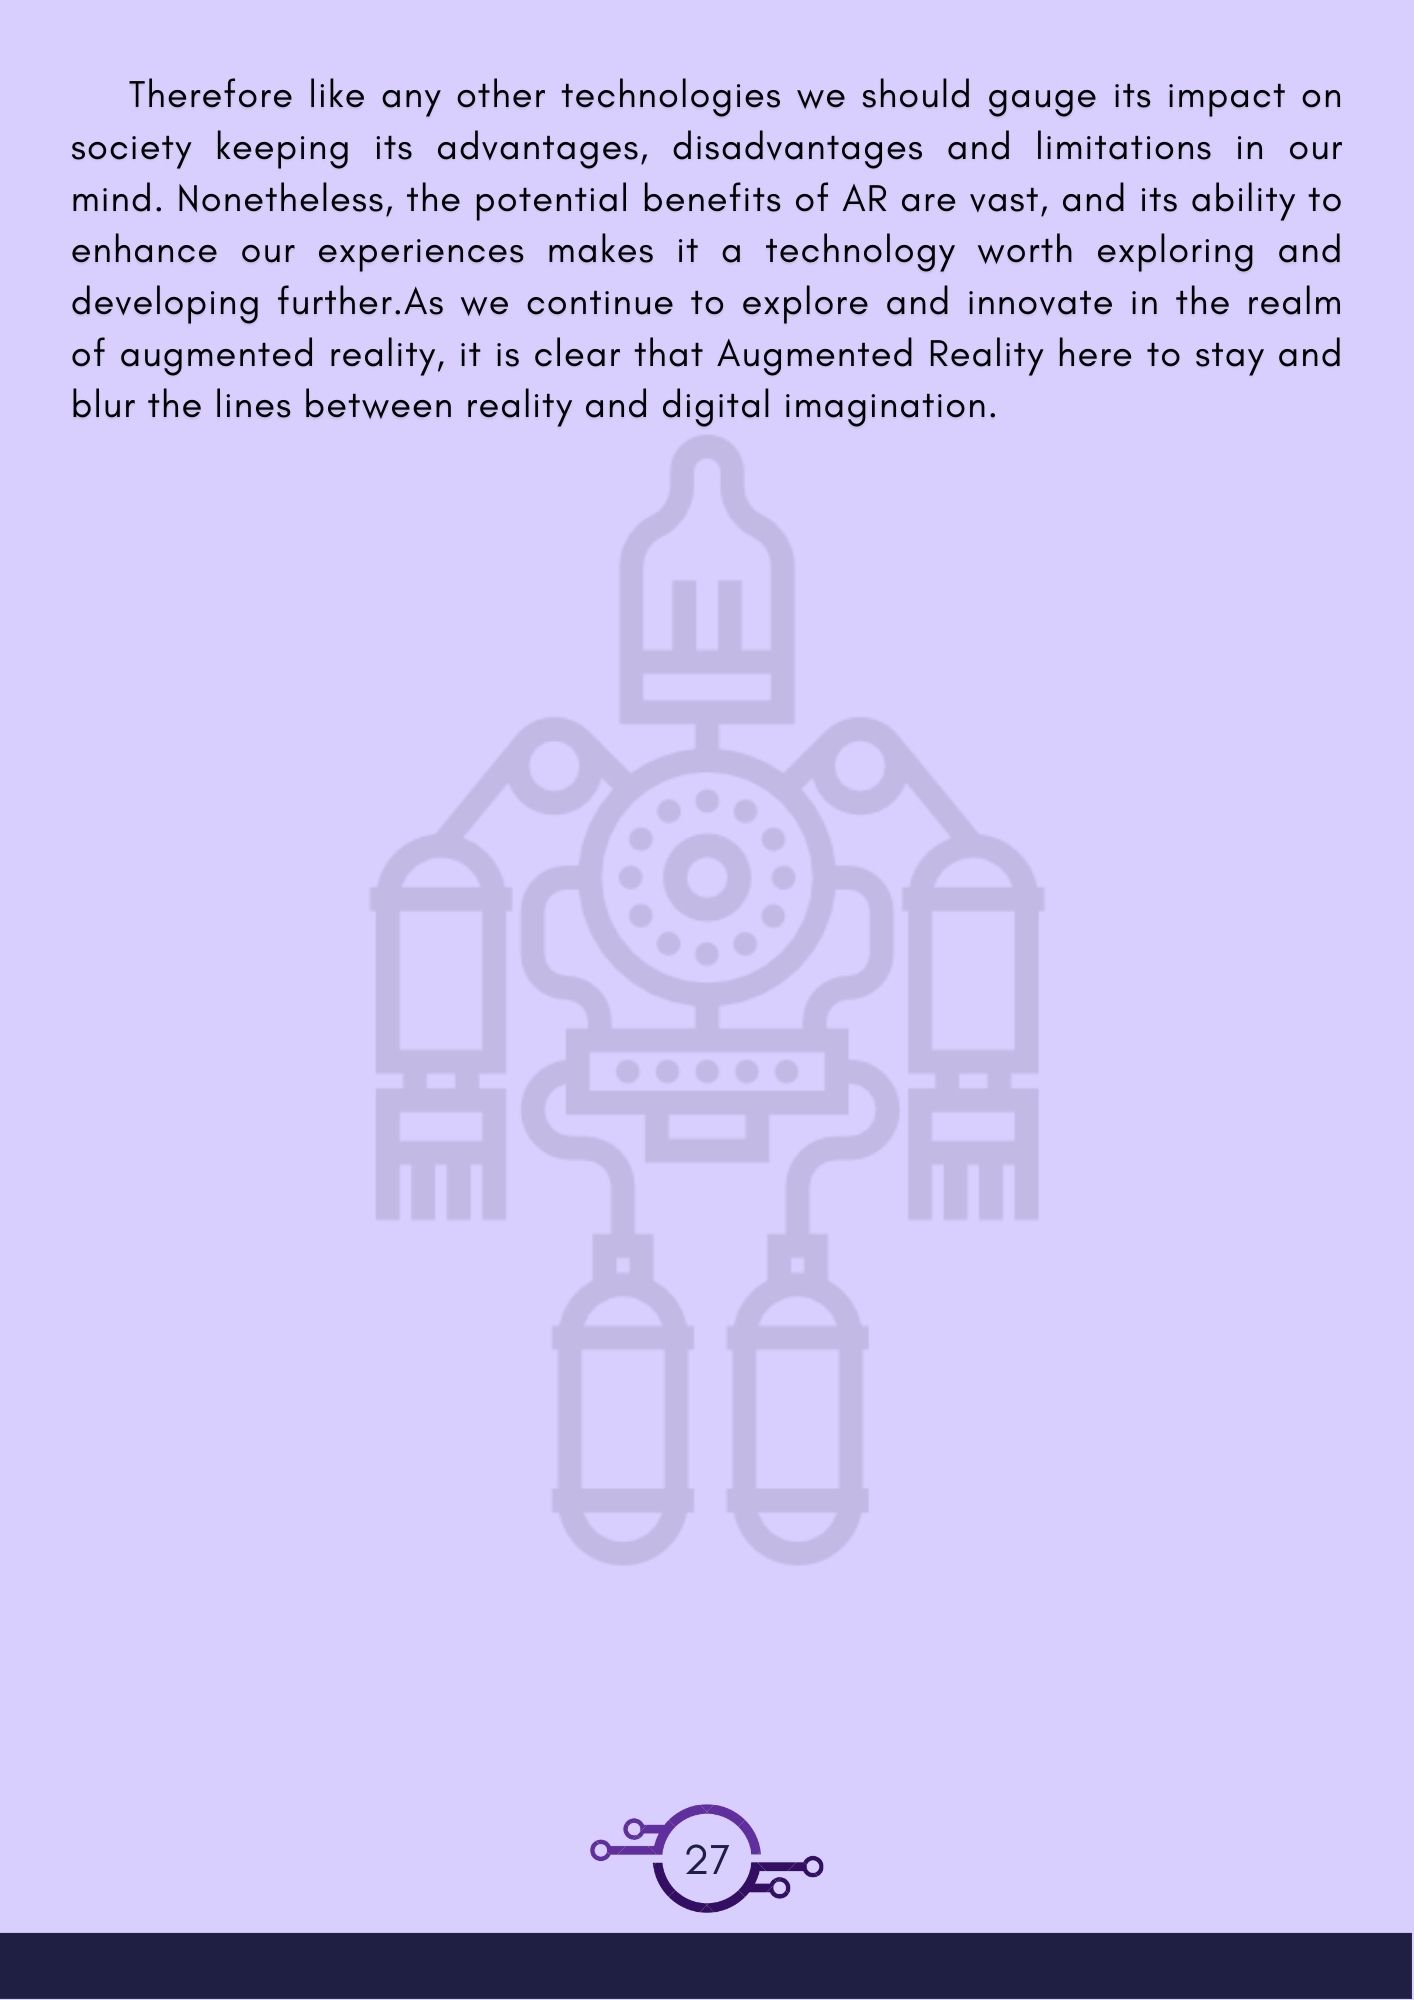 Therefore like any other technologies we should gauge its impact on
society keeping its advantages, disadvantages and limitations in our
mind. Nonetheless, the potential benefits of AR are vast, and its ability to
enhance our experiences makes it a technology worth exploring and
developing further.As we continue to explore and innovate in the realm
of augmented reality, it is clear that Augmented Reality here to stay and
blur the lines between reality and digital imagination.
27